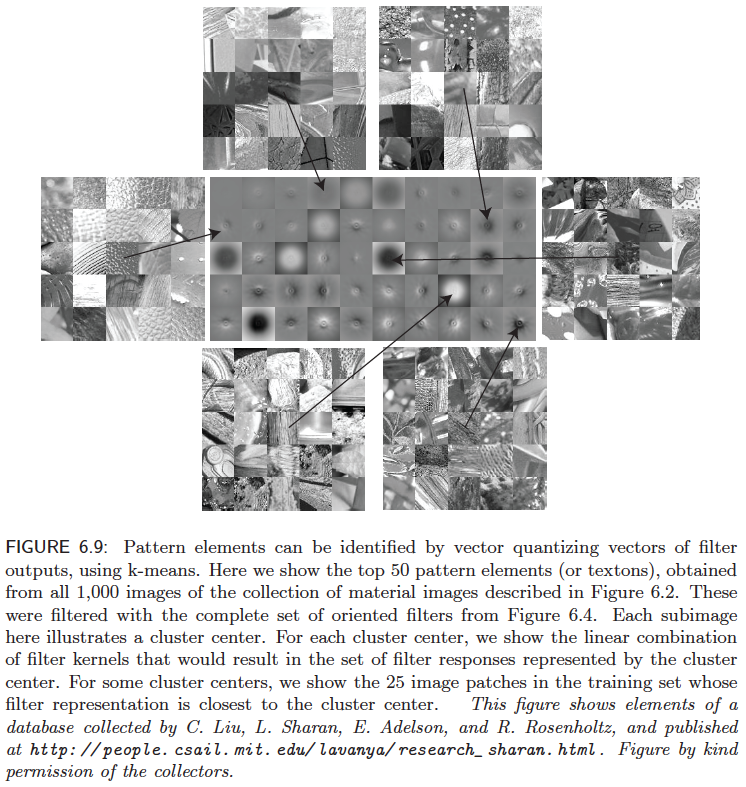 FIGURE 6.9: Pattern elements can be identified by vector quantizing vectors of filter
outputs, using k-means. Here we show the top 50 pattern elements (or textons), obtained
from all 1,000 images of the collection of material images described in Figure 6.2. These
were filtered with the complete set of oriented filters from Figure 6.4. Each subimage
here illustrates a cluster center. For each cluster center, we show the linear combination
of filter kernels that would result in the set of filter responses represented by the cluster
center. For some cluster centers, we show the 25 image patches in the training set whose
filter representation is closest to the cluster center. This figure shows elements of a
database collected by C. Liu, L. Sharan, E. Adelson, and R. Rosenholtz, and published
at http://people.csail.mit.edu/lavanya/research_sharan.html. Figure by kind
permission of the collectors.